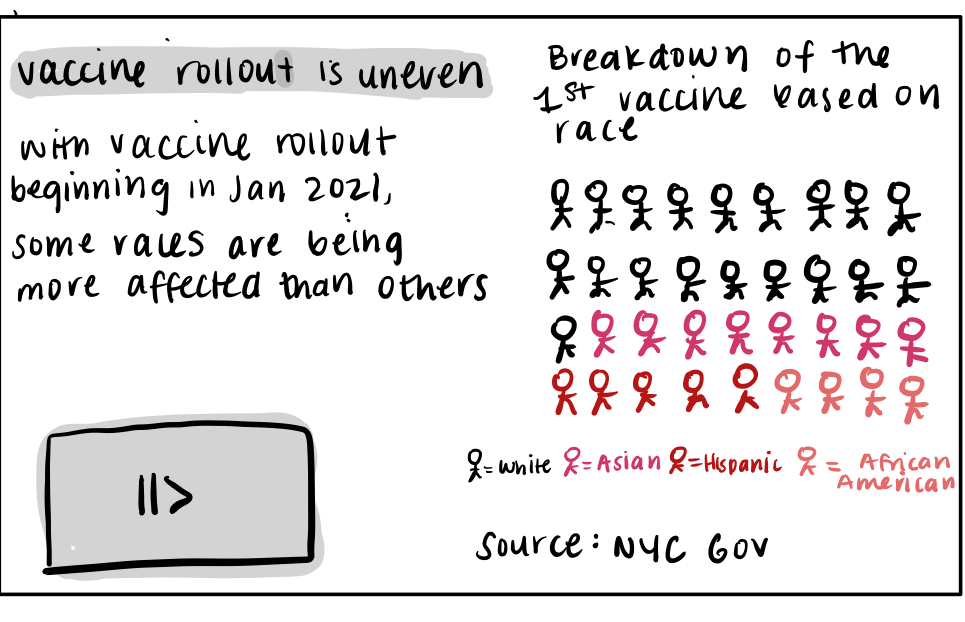 vaccine rollout is uneven
with vaccine rollout
beginning in Jan 2021,
some races are being
more affected than others
||>
Breakdown of the
1st vaccine based on
race
= white = Asian = Hispanic = African
American
Source: NYC GOV